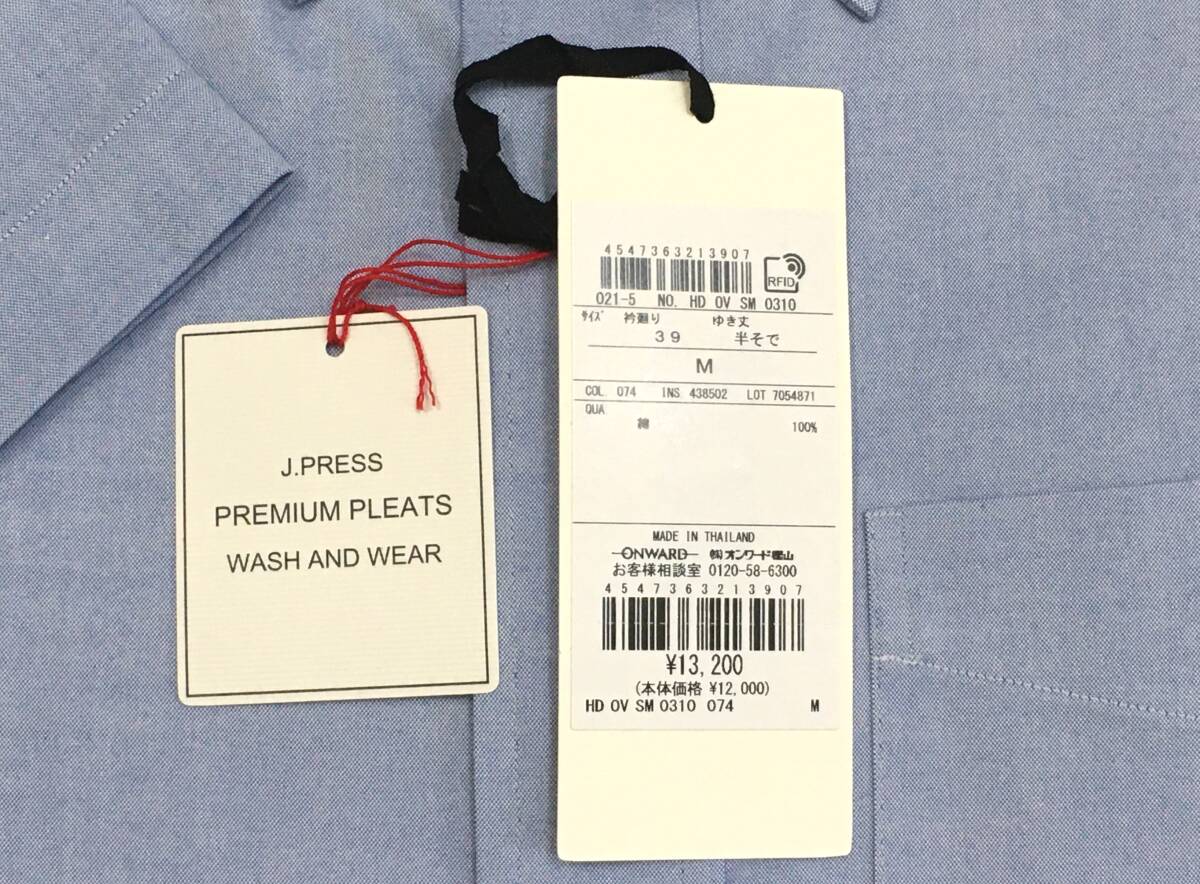 J.PRESS
PREMIUM PLEATS
WASH AND WEAR
4547363213907
RFID
021-5 NO. HD OV SM 0310
ｻｲｽﾞ 衿廻り ゆき丈
39 半そで
M
COL. 074 INS. 438502 LOT 7054871
QUA
綿 100%
MADE IN THAILAND
ONWARD ㈱オンワード樫山
お客様相談室 0120-58-6300
4547363213907
¥13,200
(本体価格 ¥12,000)
HD OV SM 0310 074 M